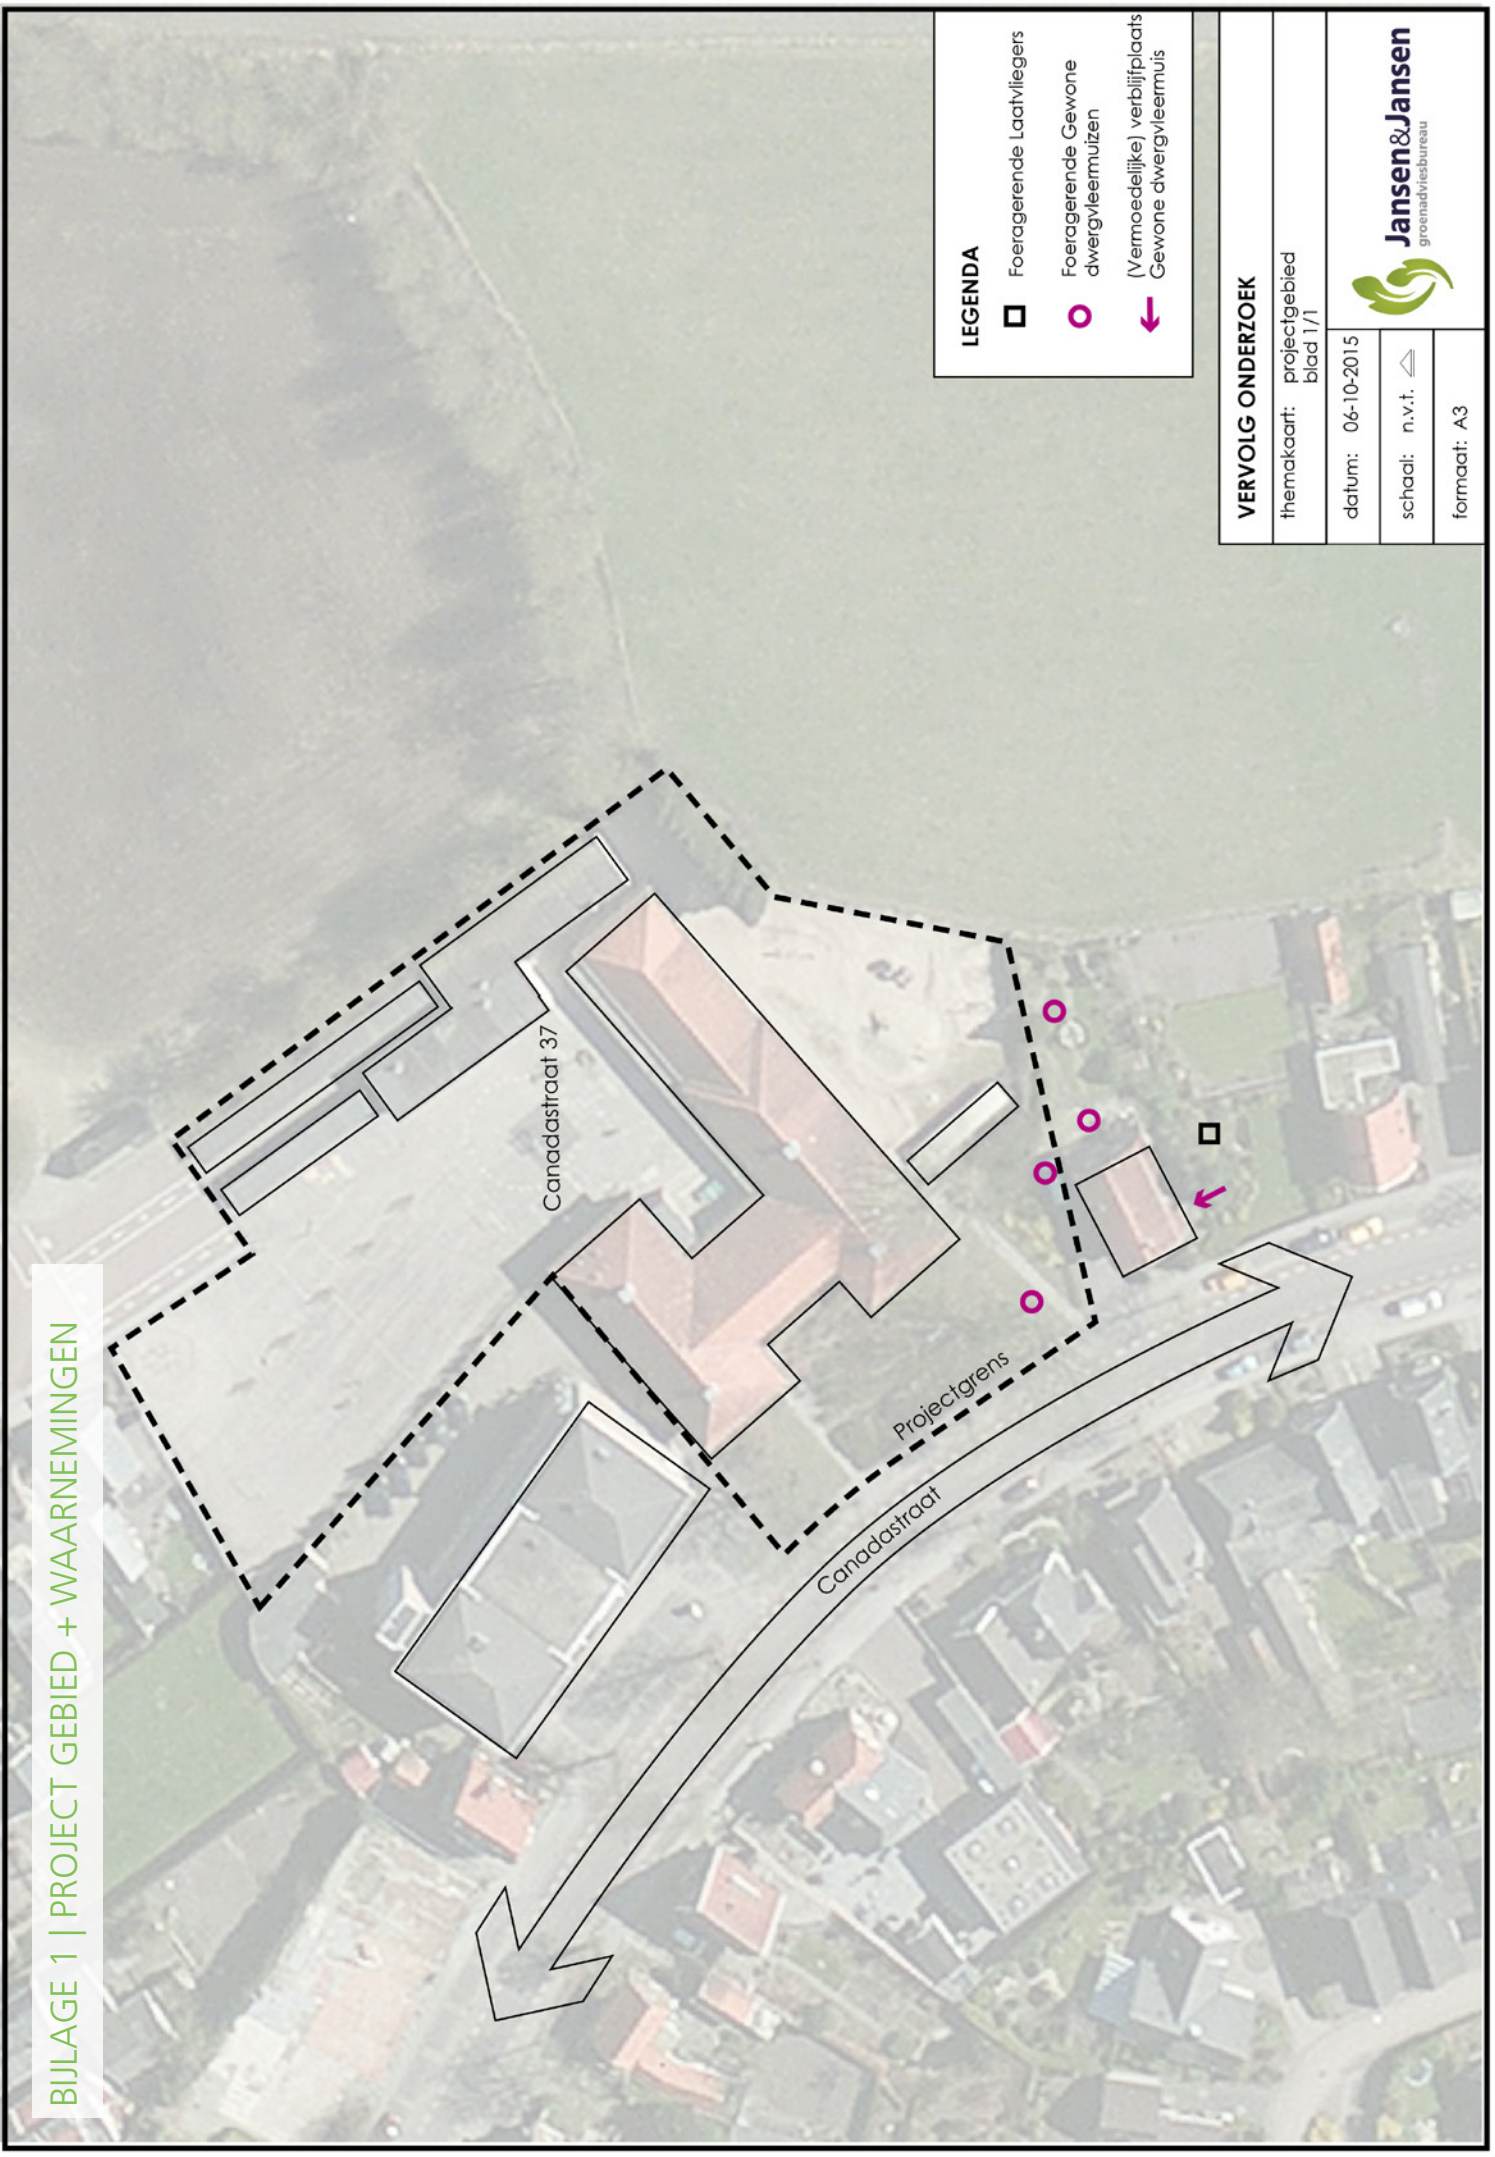 BIJLAGE 1 | PROJECT GEBIED + WAARNEMINGEN
Canadastraat 37
Projectgrens
Canadastraat
LEGENDA
Foeragerende Laatvliegers
Foeragerende Gewone
dwergvleermuizen
(Vermoedelijke) verblijfplaats
Gewone dwergvleermuis
VERVOLG ONDERZOEK
themakaart: projectgebied
blad 1/1
datum: 06-10-2015
schaal: n.v.t.
formaat: A3
Jansen&Jansen
groenadviesbureau